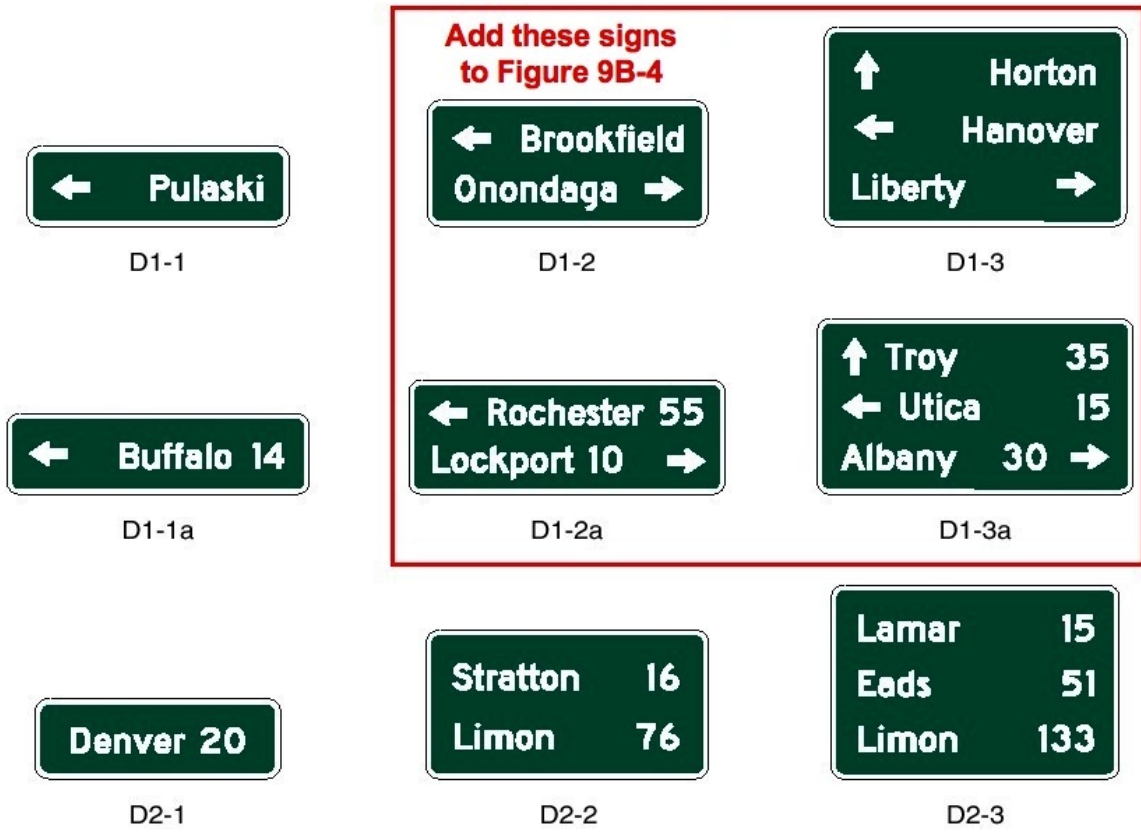 Add these signs
to Figure 9B-4
← Pulaski
D1-1
← Brookfield
Onondaga →
D1-2
↑ Horton
← Hanover
Liberty →
D1-3
← Buffalo 14
D1-1a
← Rochester 55
Lockport 10 →
D1-2a
↑ Troy 35
← Utica 15
Albany 30 →
D1-3a
Denver 20
D2-1
Stratton 16
Limon 76
D2-2
Lamar 15
Eads 51
Limon 133
D2-3